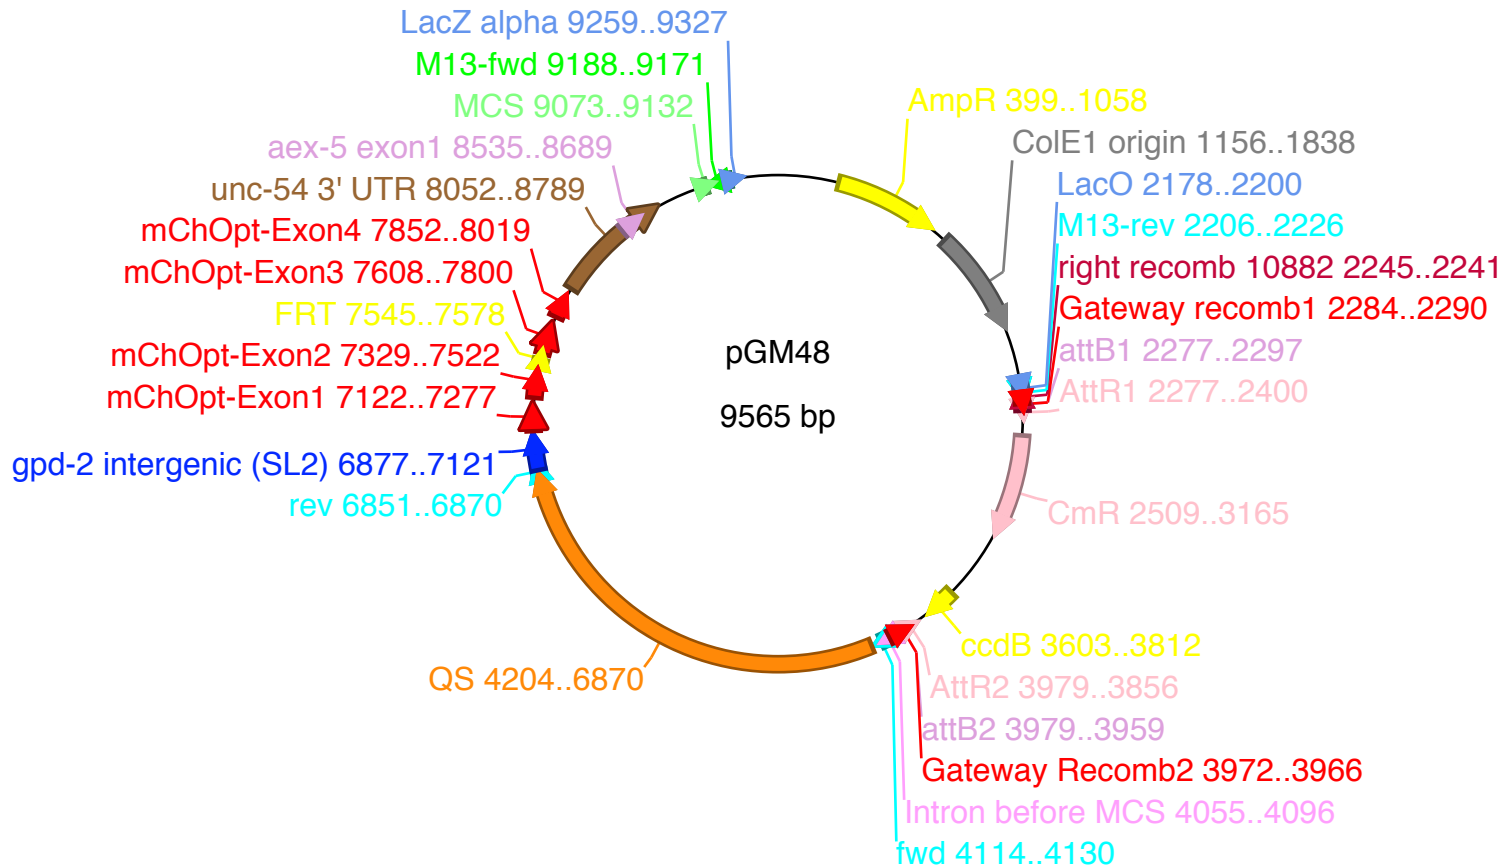 LacZ alpha 9259..9327
M13-fwd 9188..9171
MCS 9073..9132
aex-5 exon1 8535..8689
unc-54 3' UTR 8052..8789
mChOpt-Exon4 7852..8019
mChOpt-Exon3 7608..7800
FRT 7545..7578
mChOpt-Exon2 7329..7522
mChOpt-Exon1 7122..7277
gpd-2 intergenic (SL2) 6877..7121
rev 6851..6870
QS 4204..6870
pGM48
9565 bp
AmpR 399..1058
ColE1 origin 1156..1838
LacO 2178..2200
M13-rev 2206..2226
right recomb 10882 2245..2241
Gateway recomb1 2284..2290
attB1 2277..2297
AttR1 2277..2400
CmR 2509..3165
ccdB 3603..3812
AttR2 3979..3856
attB2 3979..3959
Gateway Recomb2 3972..3966
Intron before MCS 4055..4096
fwd 4114..4130